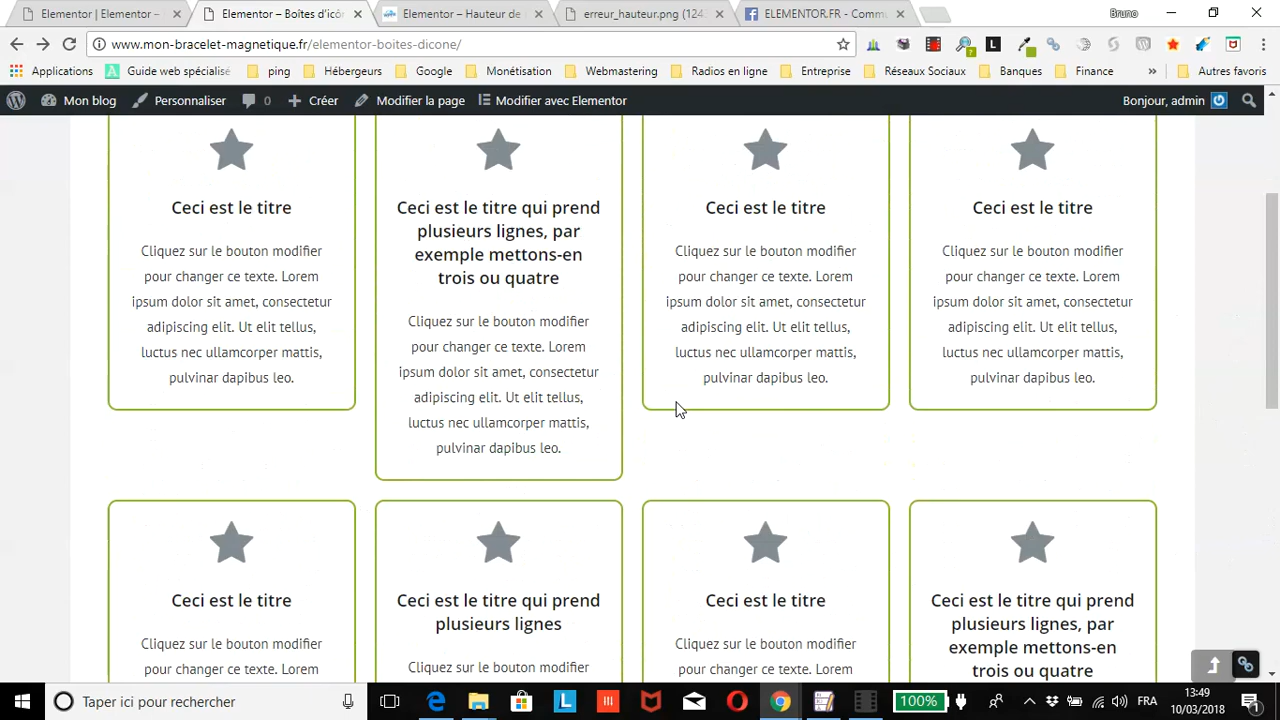 Elementor | Elementor –
Elementor – Boîtes d'icôn
Elementor – Hauteur de
erreur_hauteur.png (124
ELEMENTOR.FR - Commu
Bruno
www.mon-bracelet-magnetique.fr/elementor-boites-dicone/
Applications
Guide web spécialisé
ping
Hébergeurs
Google
Monétisation
Webmastering
Radios en ligne
Entreprise
Réseaux Sociaux
Banques
Finance
»
Autres favoris
Mon blog
Personnaliser
0
Créer
Modifier la page
Modifier avec Elementor
Bonjour, admin
Ceci est le titre
Cliquez sur le bouton modifier
pour changer ce texte. Lorem
ipsum dolor sit amet, consectetur
adipiscing elit. Ut elit tellus,
luctus nec ullamcorper mattis,
pulvinar dapibus leo.
Ceci est le titre qui prend
plusieurs lignes, par
exemple mettons-en
trois ou quatre
Cliquez sur le bouton modifier
pour changer ce texte. Lorem
ipsum dolor sit amet, consectetur
adipiscing elit. Ut elit tellus,
luctus nec ullamcorper mattis,
pulvinar dapibus leo.
Ceci est le titre
Cliquez sur le bouton modifier
pour changer ce texte. Lorem
ipsum dolor sit amet, consectetur
adipiscing elit. Ut elit tellus,
luctus nec ullamcorper mattis,
pulvinar dapibus leo.
Ceci est le titre
Cliquez sur le bouton modifier
pour changer ce texte. Lorem
ipsum dolor sit amet, consectetur
adipiscing elit. Ut elit tellus,
luctus nec ullamcorper mattis,
pulvinar dapibus leo.
Ceci est le titre
Cliquez sur le bouton modifier
pour changer ce texte. Lorem
Ceci est le titre qui prend
plusieurs lignes
Cliquez sur le bouton modifier
Ceci est le titre
Cliquez sur le bouton modifier
pour changer ce texte. Lorem
Ceci est le titre qui prend
plusieurs lignes, par
exemple mettons-en
trois ou quatre
Taper ici pour rechercher
100%
FRA
13:49
10/03/2018